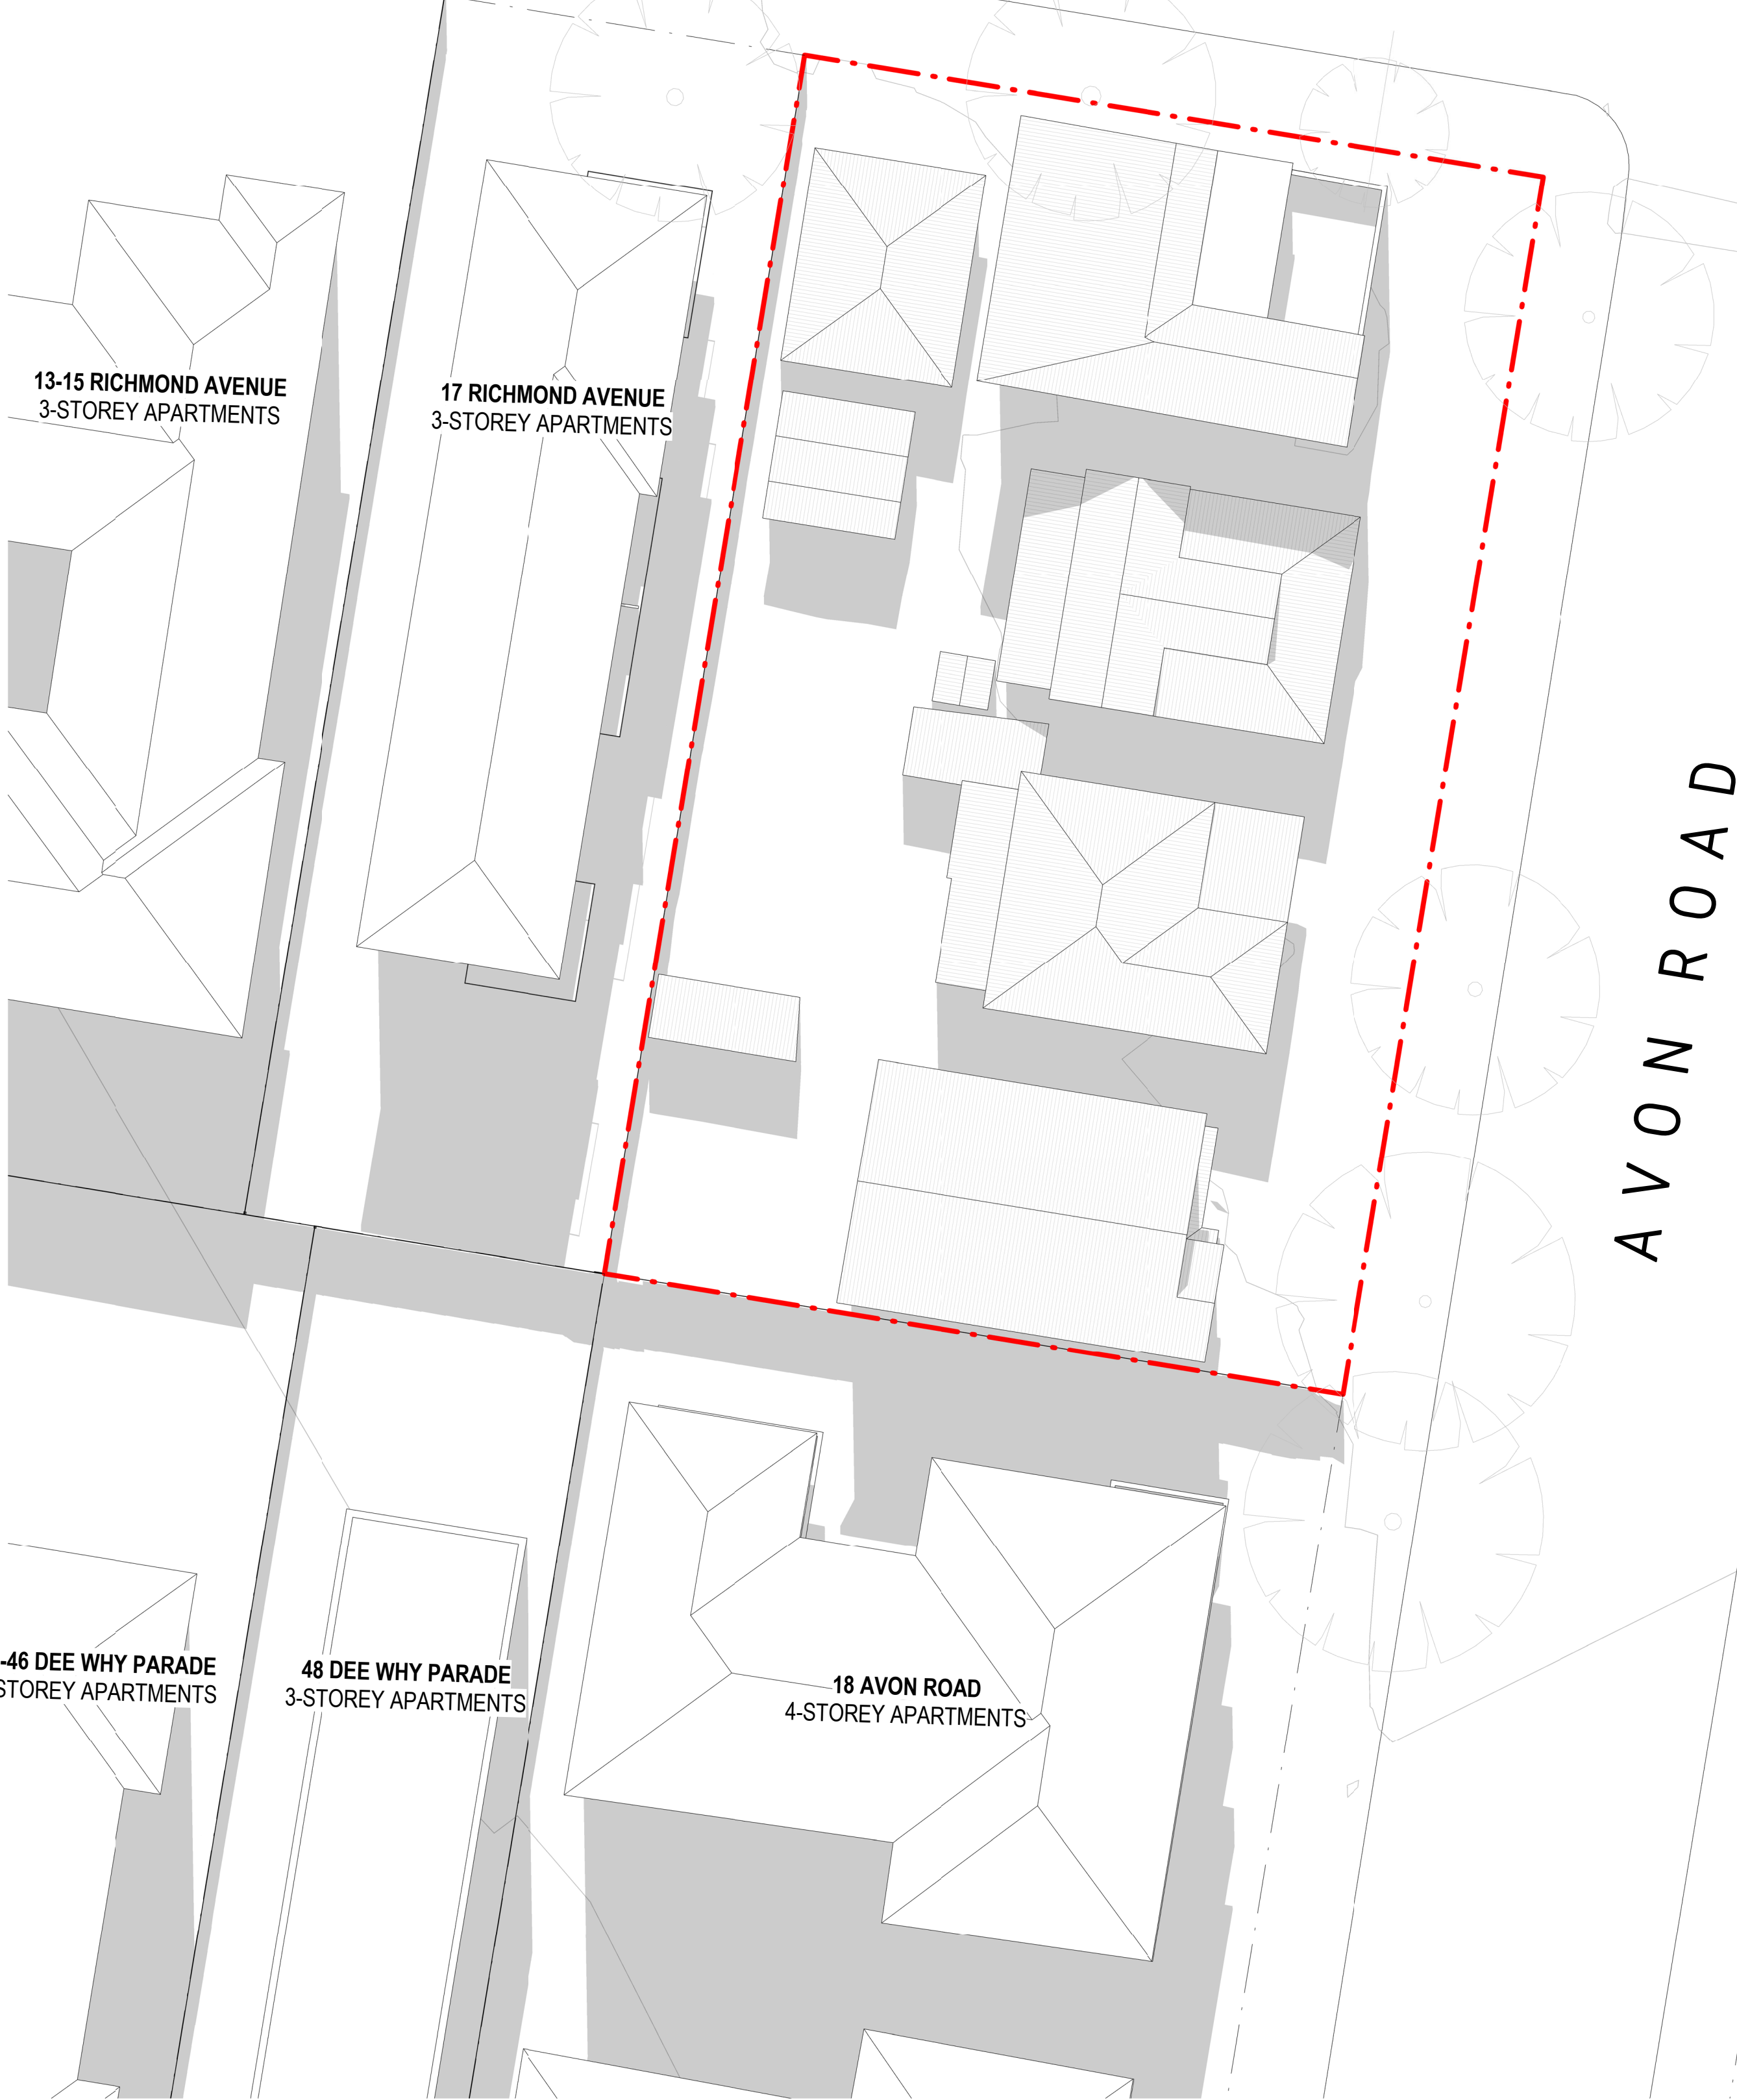 13-15 RICHMOND AVENUE
3-STOREY APARTMENTS
17 RICHMOND AVENUE
3-STOREY APARTMENTS
AVON ROAD
-46 DEE WHY PARADE
STOREY APARTMENTS
48 DEE WHY PARADE
3-STOREY APARTMENTS
18 AVON ROAD
4-STOREY APARTMENTS